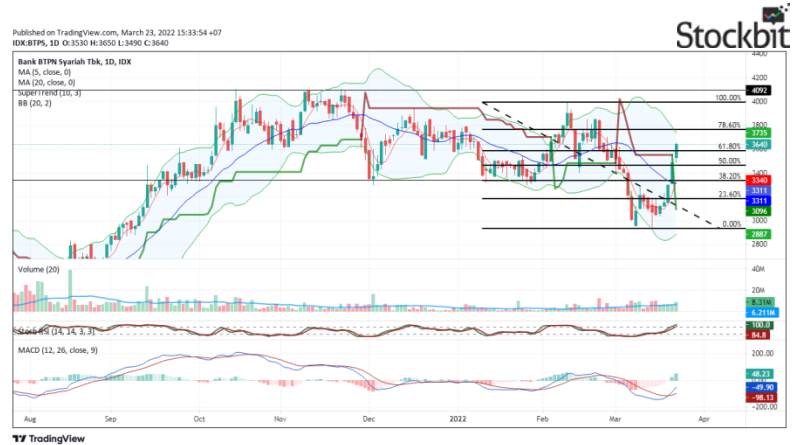 Published on TradingView.com, March 23, 2022 15:33:54 +07
IDX:BTPS, 1D O:3530 H:3650 L:3490 C:3640
Stockbit
Bank BTPN Syariah Tbk, 1D, IDX
MA (5, close, 0)
MA (20, close, 0)
SuperTrend (10, 3)
BB (20, 2)
4400
4092
100.00%
4000
78.60%
3800
3735
3640
61.80%
50.00%
38.20%
3340
3311
3311
23.60%
3096
0.00%
2887
2800
Volume (20)
40M
20M
8.31M
6.211M
Stoch RSI (14, 14, 3, 3)
100.0
84.8
MACD (12, 26, close, 9)
200.00
48.23
-49.90
-98.13
-200.00
Aug Sep Oct Nov Dec 2022 Feb Mar Apr
TradingView